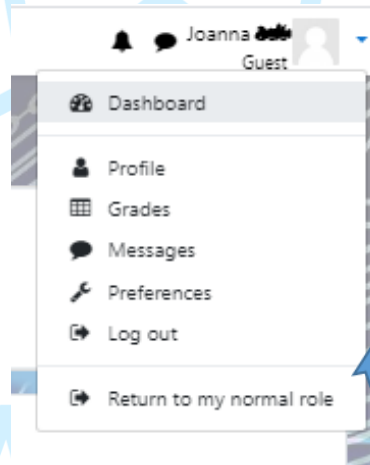 Joanna
Guest
Dashboard
Profile
Grades
Messages
Preferences
Log out
Return to my normal role